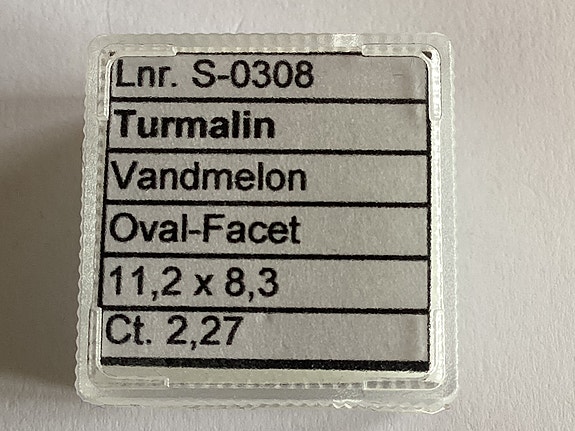 Lnr. S-0308
Turmalin
Vandmelon
Oval-Facet
11,2 x 8,3
Ct. 2,27